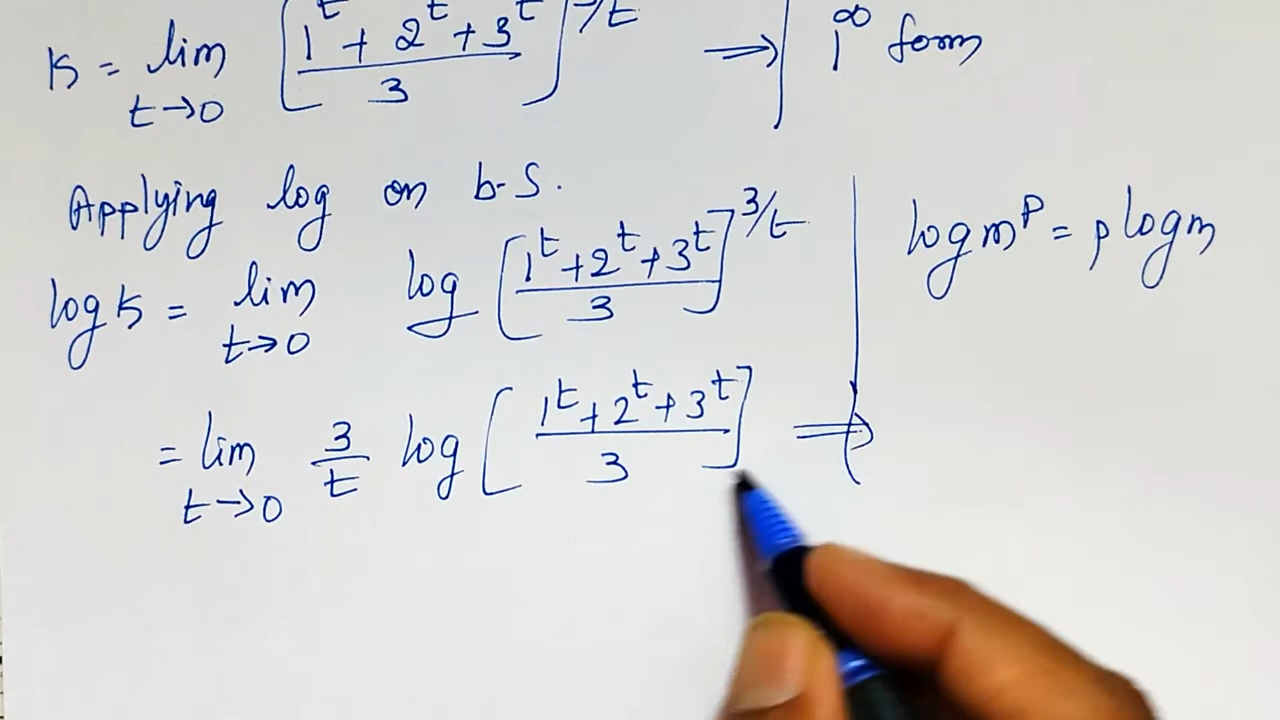 K = lim t→0 [(1^t + 2^t + 3^t)/3]^/t ⇒ 1^∞ form
Applying log on b-S.
log K = lim t→0 log [(1^t + 2^t + 3^t)/3]^3/t
log m^p = p log m
= lim t→0 3/t log [(1^t + 2^t + 3^t)/3] ⇒